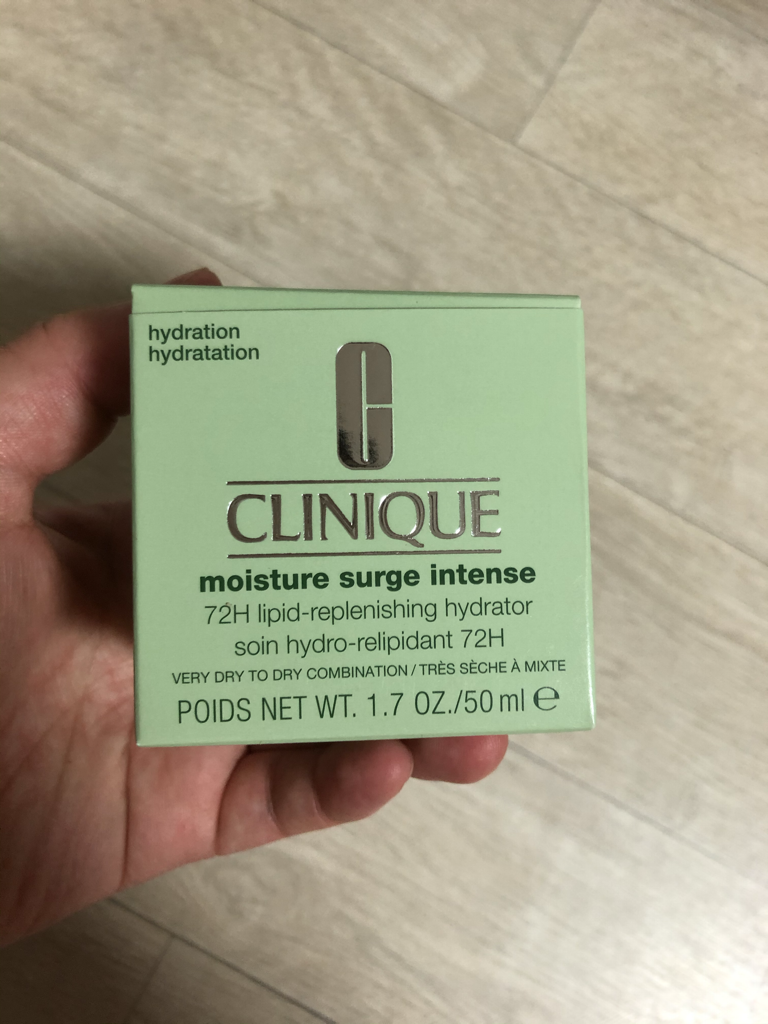 hydration
hydratation
C
CLINIQUE
moisture surge intense
72H lipid-replenishing hydrator
soin hydro-relipidant 72H
VERY DRY TO DRY COMBINATION / TRÈS SÈCHE À MIXTE
POIDS NET WT. 1.7 OZ./50 ml ℮